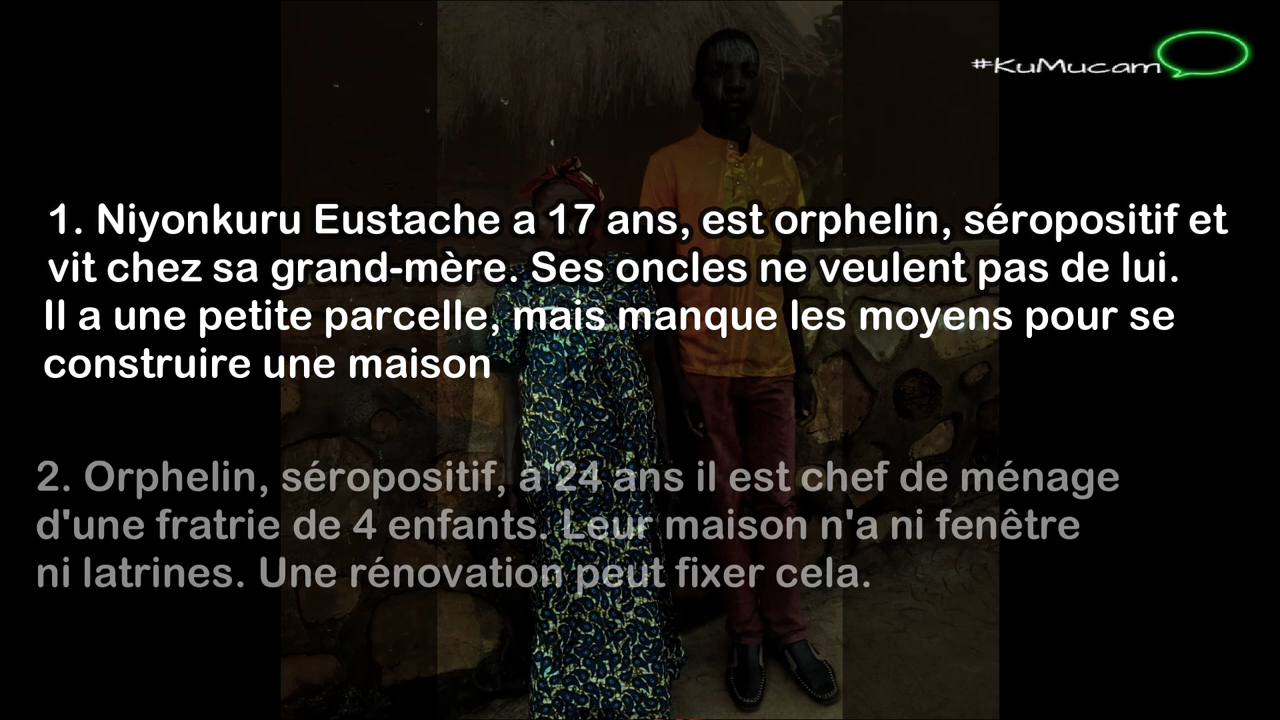 #KuMucam
1. Niyonkuru Eustache a 17 ans, est orphelin, séropositif et
vit chez sa grand-mère. Ses oncles ne veulent pas de lui.
Il a une petite parcelle, mais manque les moyens pour se
construire une maison
2. Orphelin, séropositif, à 24 ans il est chef de ménage
d'une fratrie de 4 enfants. Leur maison n'a ni fenêtre
ni latrines. Une rénovation peut fixer cela.